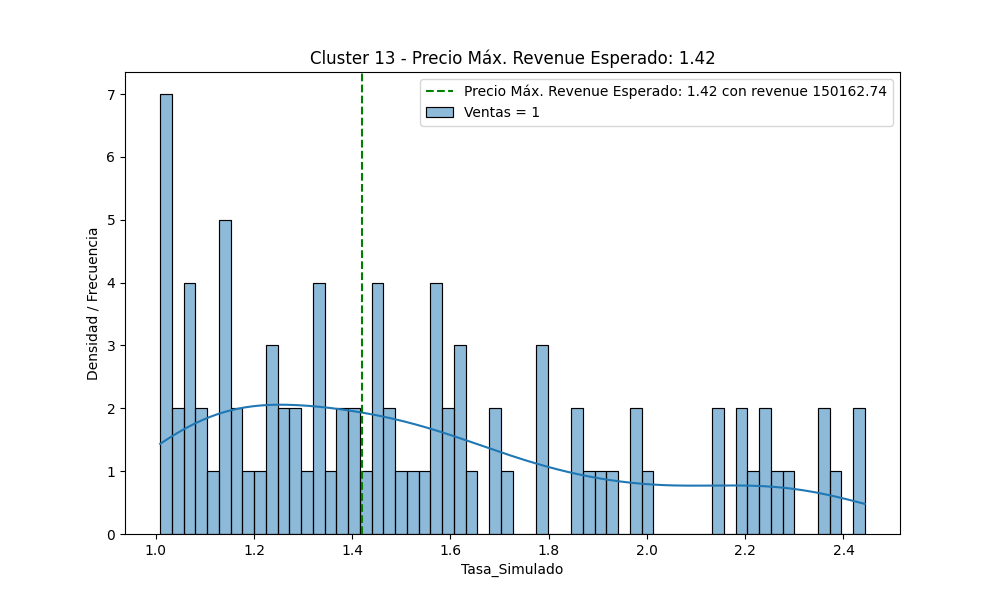 Cluster 13 - Precio Máx. Revenue Esperado: 1.42
Precio Máx. Revenue Esperado: 1.42 con revenue 150162.74
Ventas = 1
Densidad / Frecuencia
7
6
5
4
3
2
1
0
1.0 1.2 1.4 1.6 1.8 2.0 2.2 2.4
Tasa_Simulado